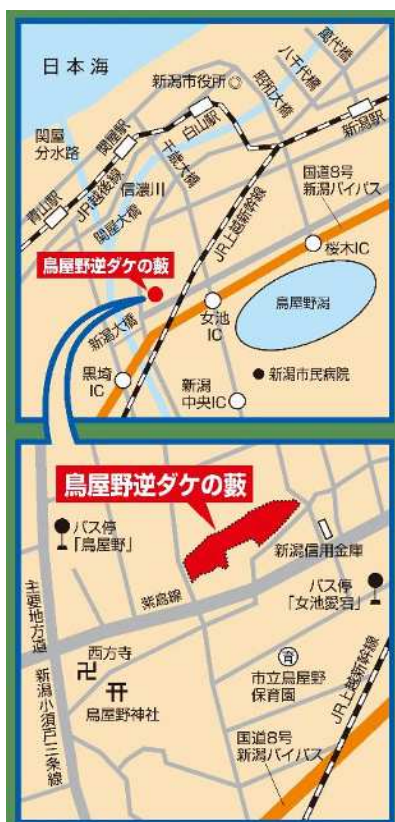 日本海
新潟市役所
萬代橋
八千代橋
昭和大橋
白山駅
新潟駅
関屋
分水路
関屋駅
千歳大橋
青山駅
JR越後線
信濃川
関屋大橋
国道8号
新潟バイパス
JR上越新幹線
鳥屋野逆ダケの藪
桜木IC
新潟大橋
女池
IC
鳥屋野潟
黒埼
IC
新潟
中央IC
新潟市民病院
鳥屋野逆ダケの藪
バス停
「鳥屋野」
新潟信用金庫
紫鳥線
バス停
「女池愛宕」
主要地方道
新潟小須戸三条線
西方寺
卍
鳥屋野神社
育
市立鳥屋野
保育園
JR上越新幹線
国道8号
新潟バイパス